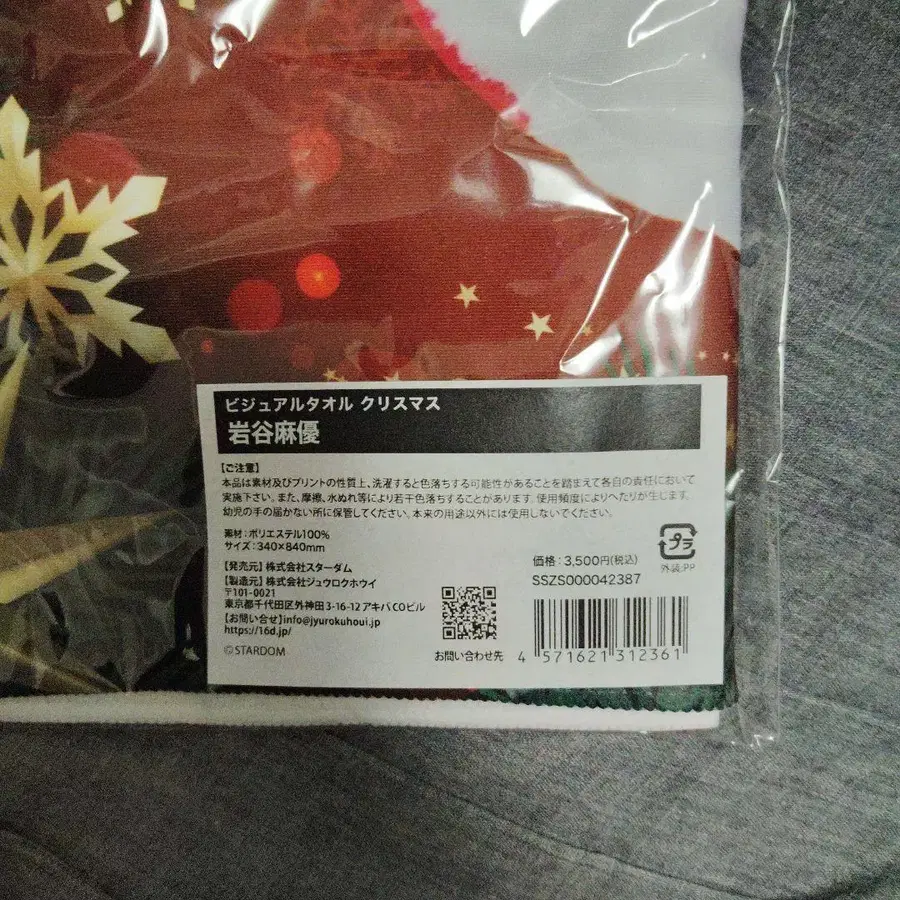 ビジュアルタオル クリスマス
岩谷麻優
【ご注意】
本品は素材及びプリントの性質上、洗濯すると色落ちする可能性があることを踏まえて各自の責任において
実施下さい。また、摩擦、水ぬれ等により若干色落ちすることがあります。使用頻度によりへたりが生じます。
幼児の手の届かない所に保管してください。本来の用途以外には使用しないでください。
素材：ポリエステル100%
サイズ：340×840mm
【発売元】株式会社スターダム
【製造元】株式会社ジュウロクホウイ
〒101-0021
東京都千代田区外神田3-16-12 アキバCOビル
【お問い合せ】info@jyurokuhoui.jp
https://16d.jp/
©STARDOM
お問い合わせ先
価格：3,500円(税込)
SSZS000042387
プラ
外装:PP
4 571621 312361